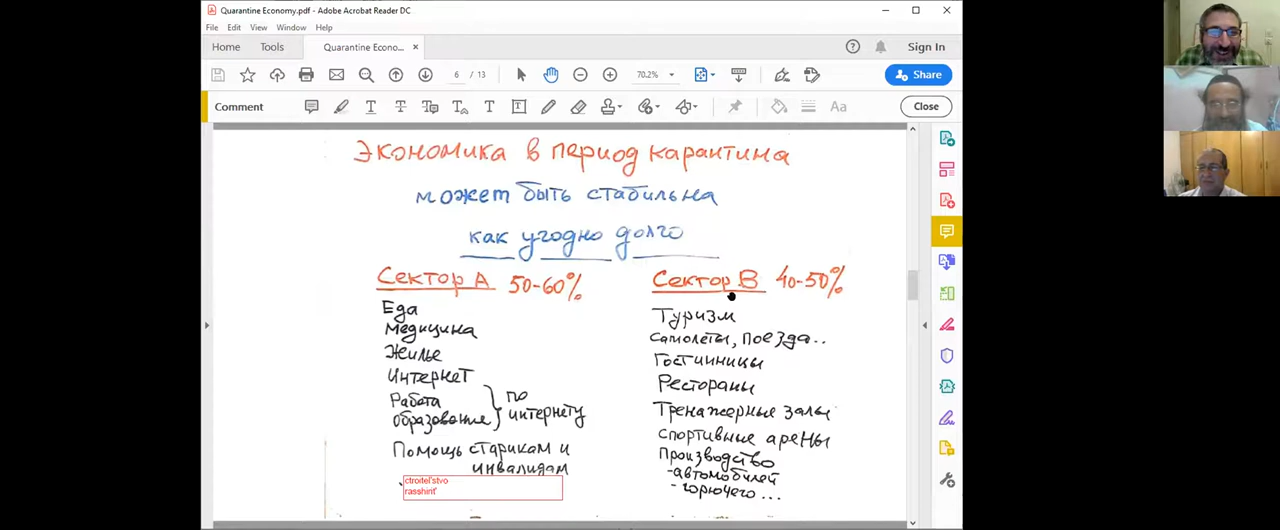 Quarantine Economy.pdf - Adobe Acrobat Reader DC
File Edit View Window Help
Home Tools Quarantine Econo... × Sign In
6 / 13 70.2% Share
Comment T T T T Aa Close
Экономика в период карантина
может быть стабильна
как угодно долго
Сектор А 50-60%
Еда
Медицина
Жилье
Интернет
Работа
образование
по
интернету
Помощь старикам и
инвалидам
ctroitel'stvo
rasshirit'
Сектор В 40-50%
Туризм
самолеты, поезда..
Гостинницы
Рестораны
Тренажерные залы
спортивные арены
производство
-автомобилей
-горючего...